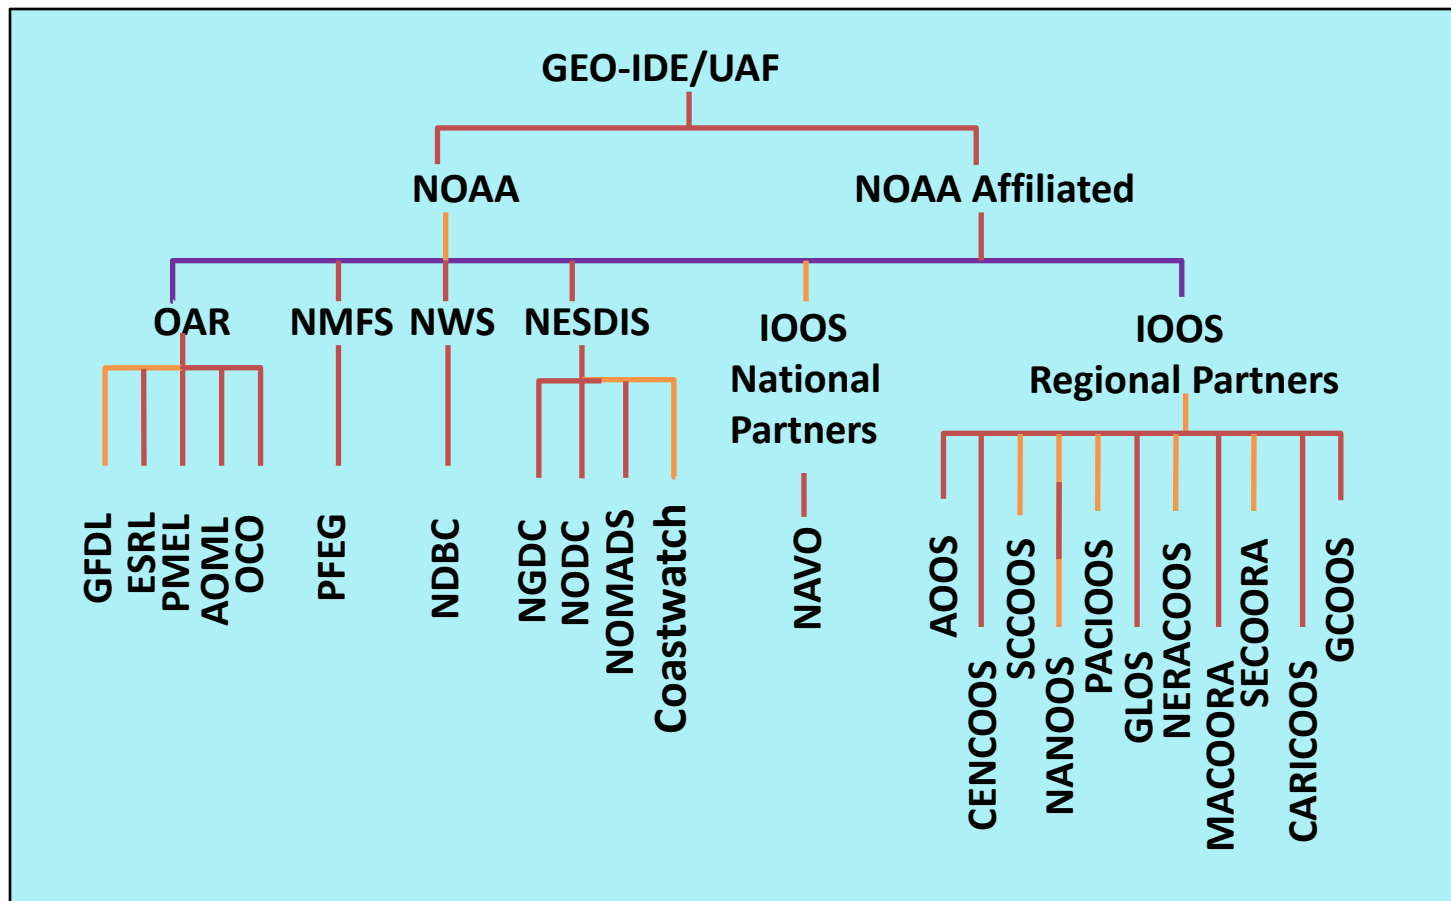 GEO-IDE/UAF
NOAA
NOAA Affiliated
OAR
NMFS
NWS
NESDIS
IOOS
National
Partners
IOOS
Regional Partners
GFDL
ESRL
PMEL
AOML
OCO
PFEG
NDBC
NGDC
NODC
NOMADS
Coastwatch
NAVO
AOOS
CENCOOS
SCCOOS
NANOOS
PACIOOS
GLOS
NERACOOS
MACOORA
SECOORA
CARICOOS
GCOOS